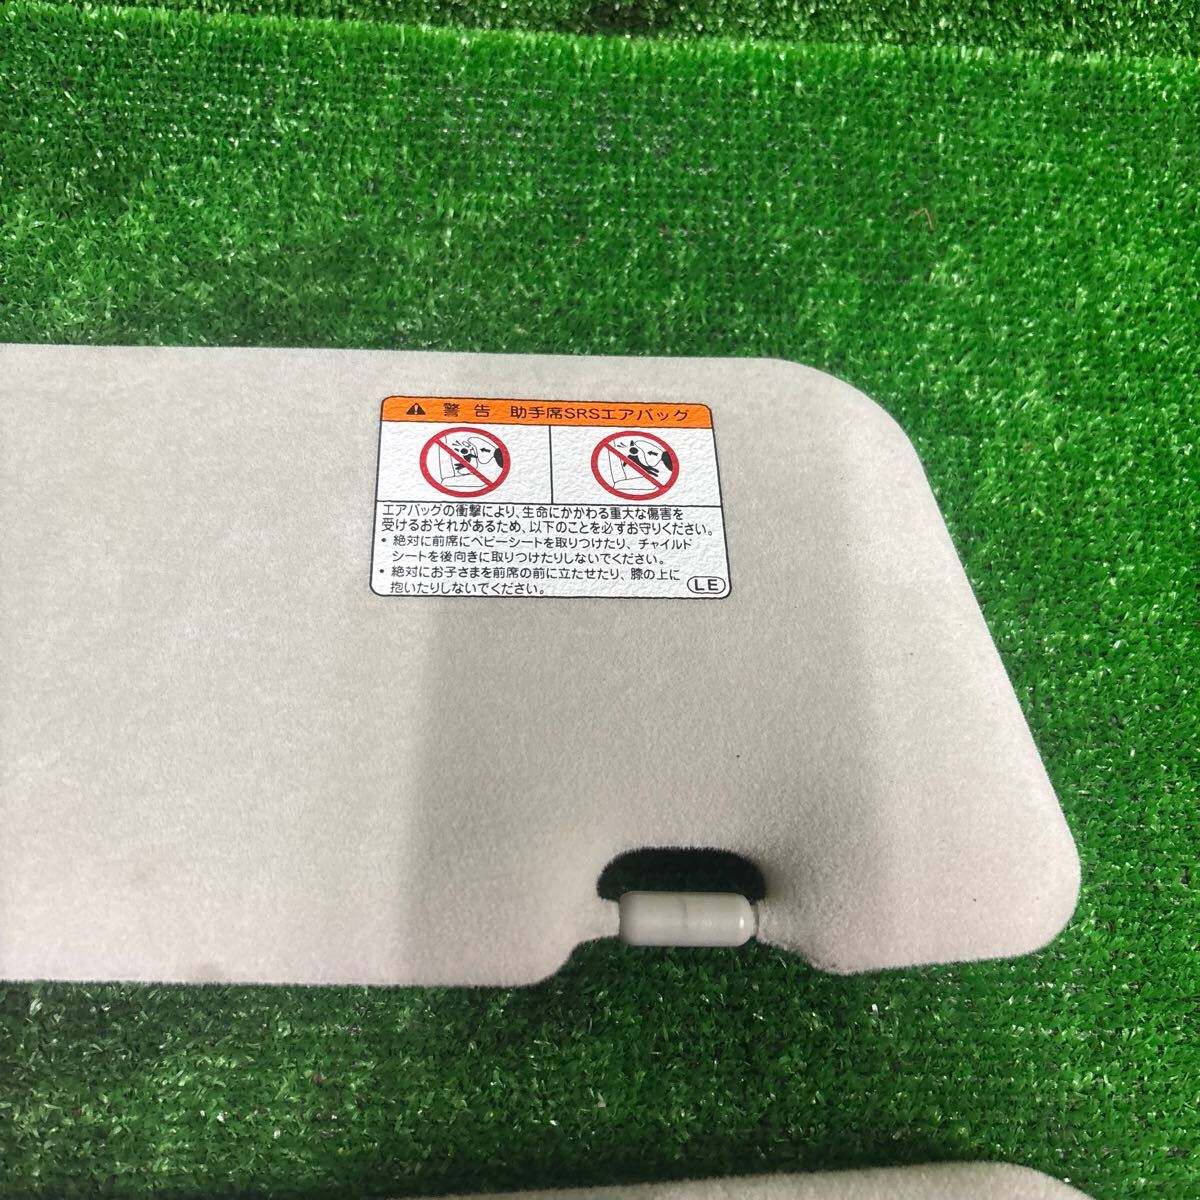 警告 助手席SRSエアバッグ
エアバッグの衝撃により、生命にかかわる重大な傷害を
受けるおそれがあるため、以下のことを必ずお守りください。
• 絶対に前席にベビーシートを取りつけたり、チャイルド
シートを後向きに取りつけたりしないでください。
• 絶対にお子さまを前席の前に立たせたり、膝の上に
抱いたりしないでください。
LE